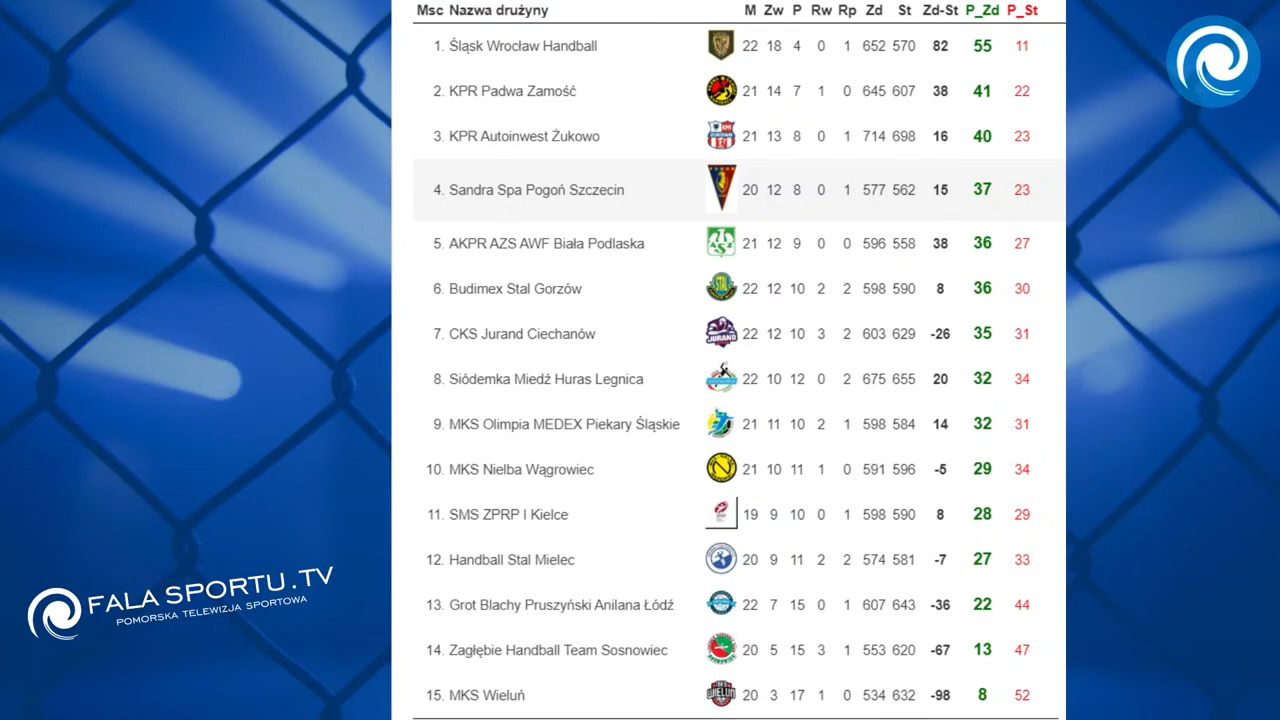 Msc Nazwa drużyny M Zw P Rw Rp Zd St Zd-St P_Zd P_St
1. Śląsk Wrocław Handball 22 18 4 0 1 652 570 82 55 11
2. KPR Padwa Zamość 21 14 7 1 0 645 607 38 41 22
3. KPR Autoinwest Żukowo 21 13 8 0 1 714 698 16 40 23
4. Sandra Spa Pogoń Szczecin 20 12 8 0 1 577 562 15 37 23
5. AKPR AZS AWF Biała Podlaska 21 12 9 0 0 596 558 38 36 27
6. Budimex Stal Gorzów 22 12 10 2 2 598 590 8 36 30
7. CKS Jurand Ciechanów 22 12 10 3 2 603 629 -26 35 31
8. Siódemka Miedź Huras Legnica 22 10 12 0 2 675 655 20 32 34
9. MKS Olimpia MEDEX Piekary Śląskie 21 11 10 2 1 598 584 14 32 31
10. MKS Nielba Wągrowiec 21 10 11 1 0 591 596 -5 29 34
11. SMS ZPRP I Kielce 19 9 10 0 1 598 590 8 28 29
12. Handball Stal Mielec 20 9 11 2 2 574 581 -7 27 33
13. Grot Blachy Pruszyński Anilana Łódź 22 7 15 0 1 607 643 -36 22 44
14. Zagłębie Handball Team Sosnowiec 20 5 15 3 1 553 620 -67 13 47
15. MKS Wieluń 20 3 17 1 0 534 632 -98 8 52
FALA SPORTU.TV
POMORSKA TELEWIZJA SPORTOWA